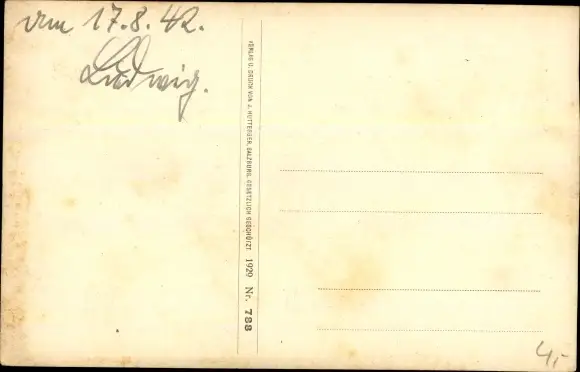 vom 17.8.42.
Ludwig.
VERLAG U. DRUCK VON J. HUTTEGGER, SALZBURG. GESETZLICH GESCHÜTZT 1929 Nr. 788
4,-